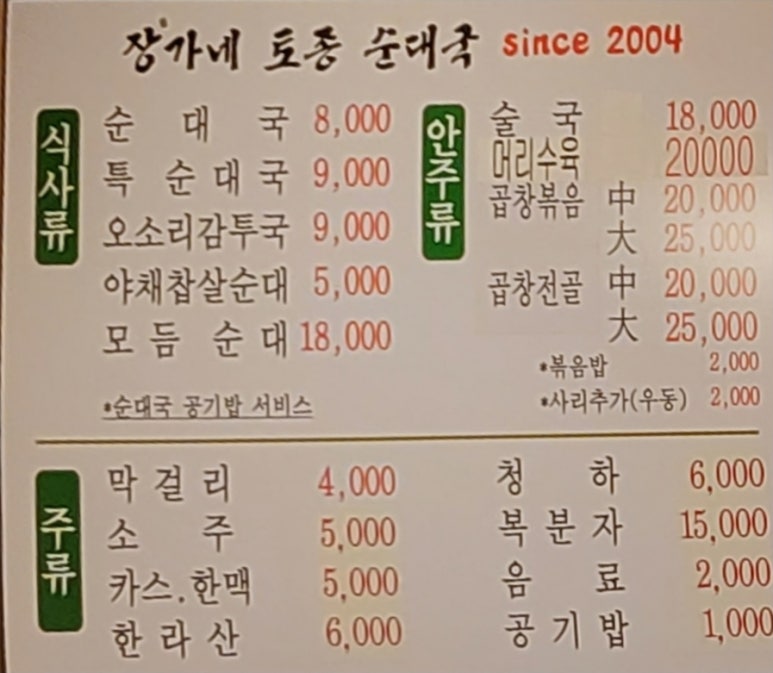 장가네 토종 순대국 since 2004
식사류
순대국 8,000
특순대국 9,000
오소리감투국 9,000
야채찹살순대 5,000
모듬 순대 18,000
*순대국 공기밥 서비스
안주류
술국 18,000
머리수육 20000
곱창볶음 中 20,000
大 25,000
곱창전골 中 20,000
大 25,000
*볶음밥 2,000
*사리추가(우동) 2,000
주류
막걸리 4,000
소주 5,000
카스.한맥 5,000
한라산 6,000
청하 6,000
복분자 15,000
음료 2,000
공기밥 1,000